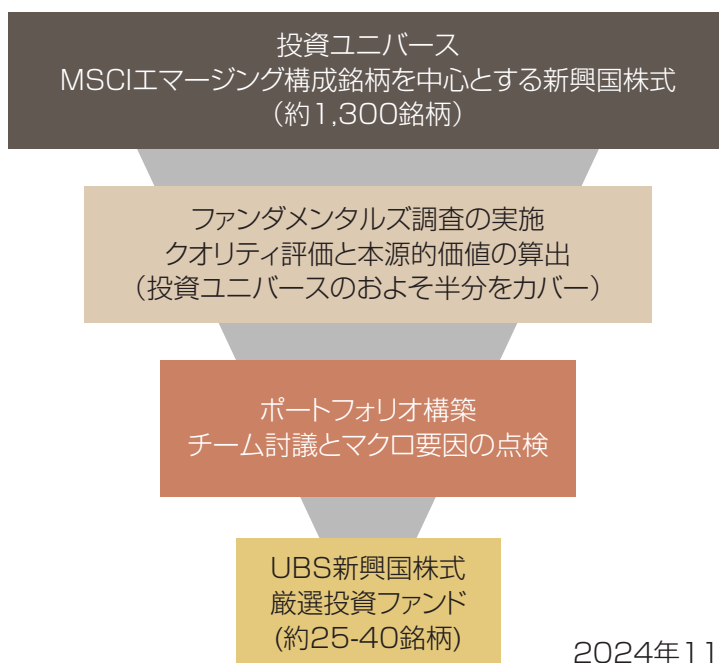 投資ユニバース
MSCIエマージング構成銘柄を中心とする新興国株式
（約1,300銘柄）
ファンダメンタルズ調査の実施
クオリティ評価と本源的価値の算出
（投資ユニバースのおよそ半分をカバー）
ポートフォリオ構築
チーム討議とマクロ要因の点検
UBS新興国株式
厳選投資ファンド
(約25-40銘柄)
2024年11